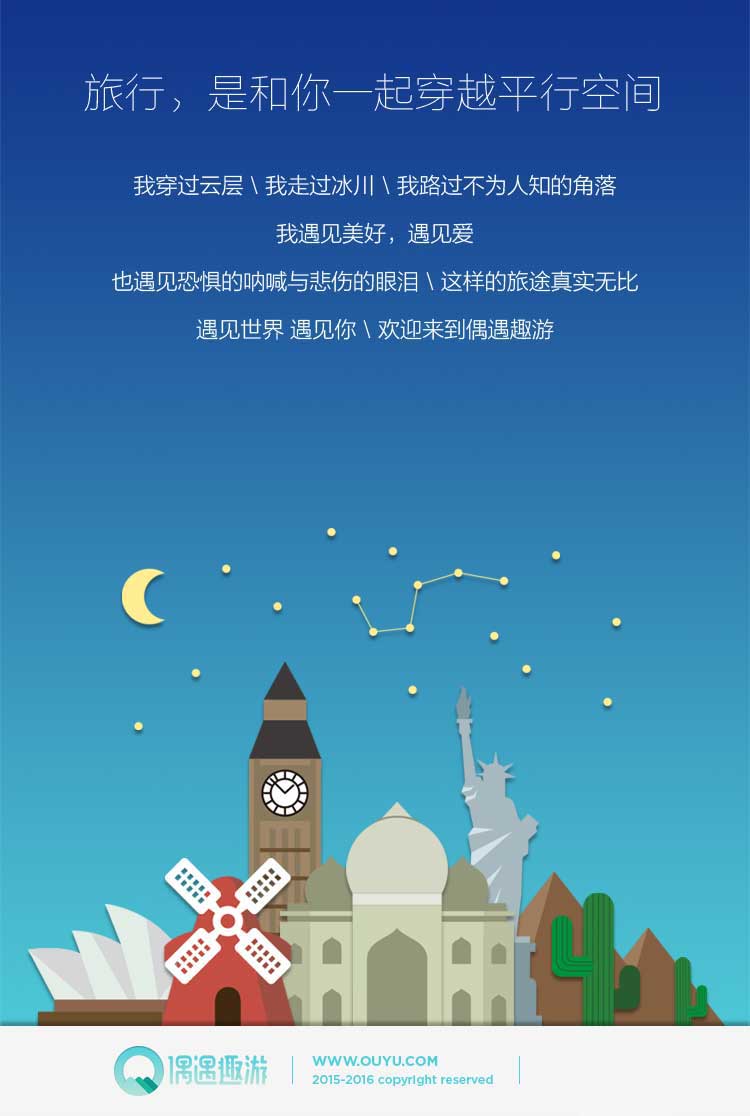 旅行，是和你一起穿越平行空间
我穿过云层 \ 我走过冰川 \ 我路过不为人知的角落
我遇见美好，遇见爱
也遇见恐惧的呐喊与悲伤的眼泪 \ 这样的旅途真实无比
遇见世界 遇见你 \ 欢迎来到偶遇趣游
偶遇趣游
WWW.OUYU.COM
2015-2016 copyright reserved